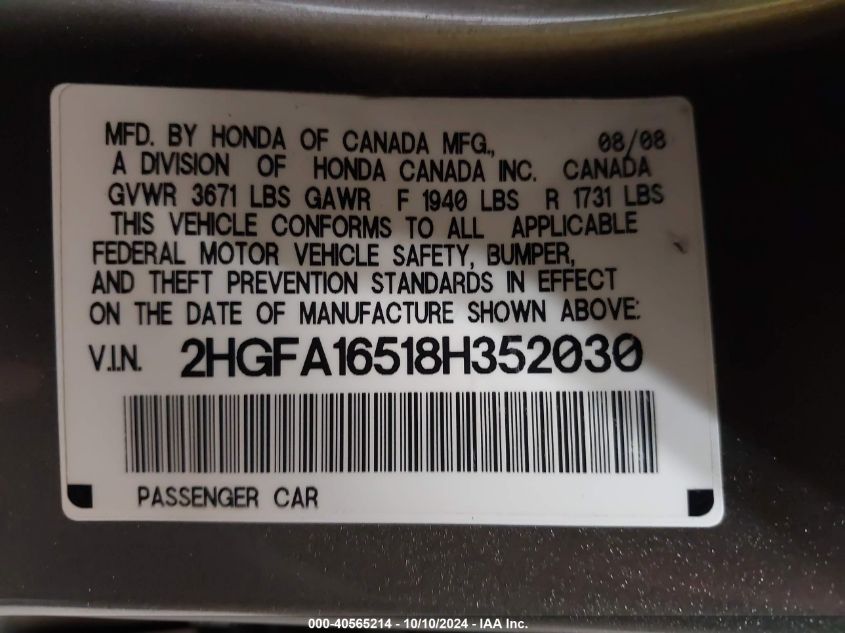 MFD. BY HONDA OF CANADA MFG., 08/08
A DIVISION OF HONDA CANADA INC. CANADA
GVWR 3671 LBS GAWR F 1940 LBS R 1731 LBS
THIS VEHICLE CONFORMS TO ALL APPLICABLE
FEDERAL MOTOR VEHICLE SAFETY, BUMPER,
AND THEFT PREVENTION STANDARDS IN EFFECT
ON THE DATE OF MANUFACTURE SHOWN ABOVE:
V.I.N. 2HGFA16518H352030
PASSENGER CAR
000-40565214 - 10/10/2024 - IAA Inc.